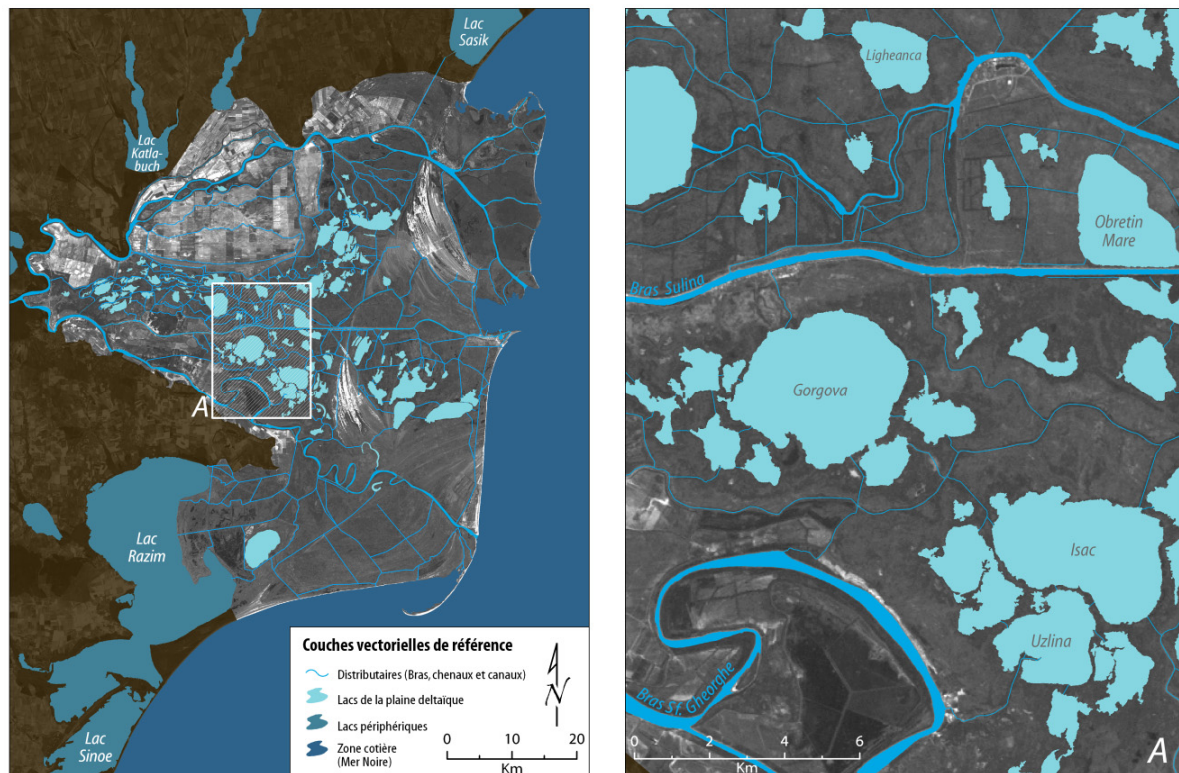 Lac
Sasik
Lac
Katla-
buch
A
Lac
Razim
Lac
Sinoe
Couches vectorielles de référence
Distributaires (Bras, chenaux et canaux)
Lacs de la plaine deltaïque
Lacs périphériques
Zone cotière
(Mer Noire)
N
0 10 20
Km
Ligheanca
Obretin
Mare
Bras Sulina
Gorgova
Isac
Uzlina
Bras Sf. Gheorghe
0 2 4 6
Km
A